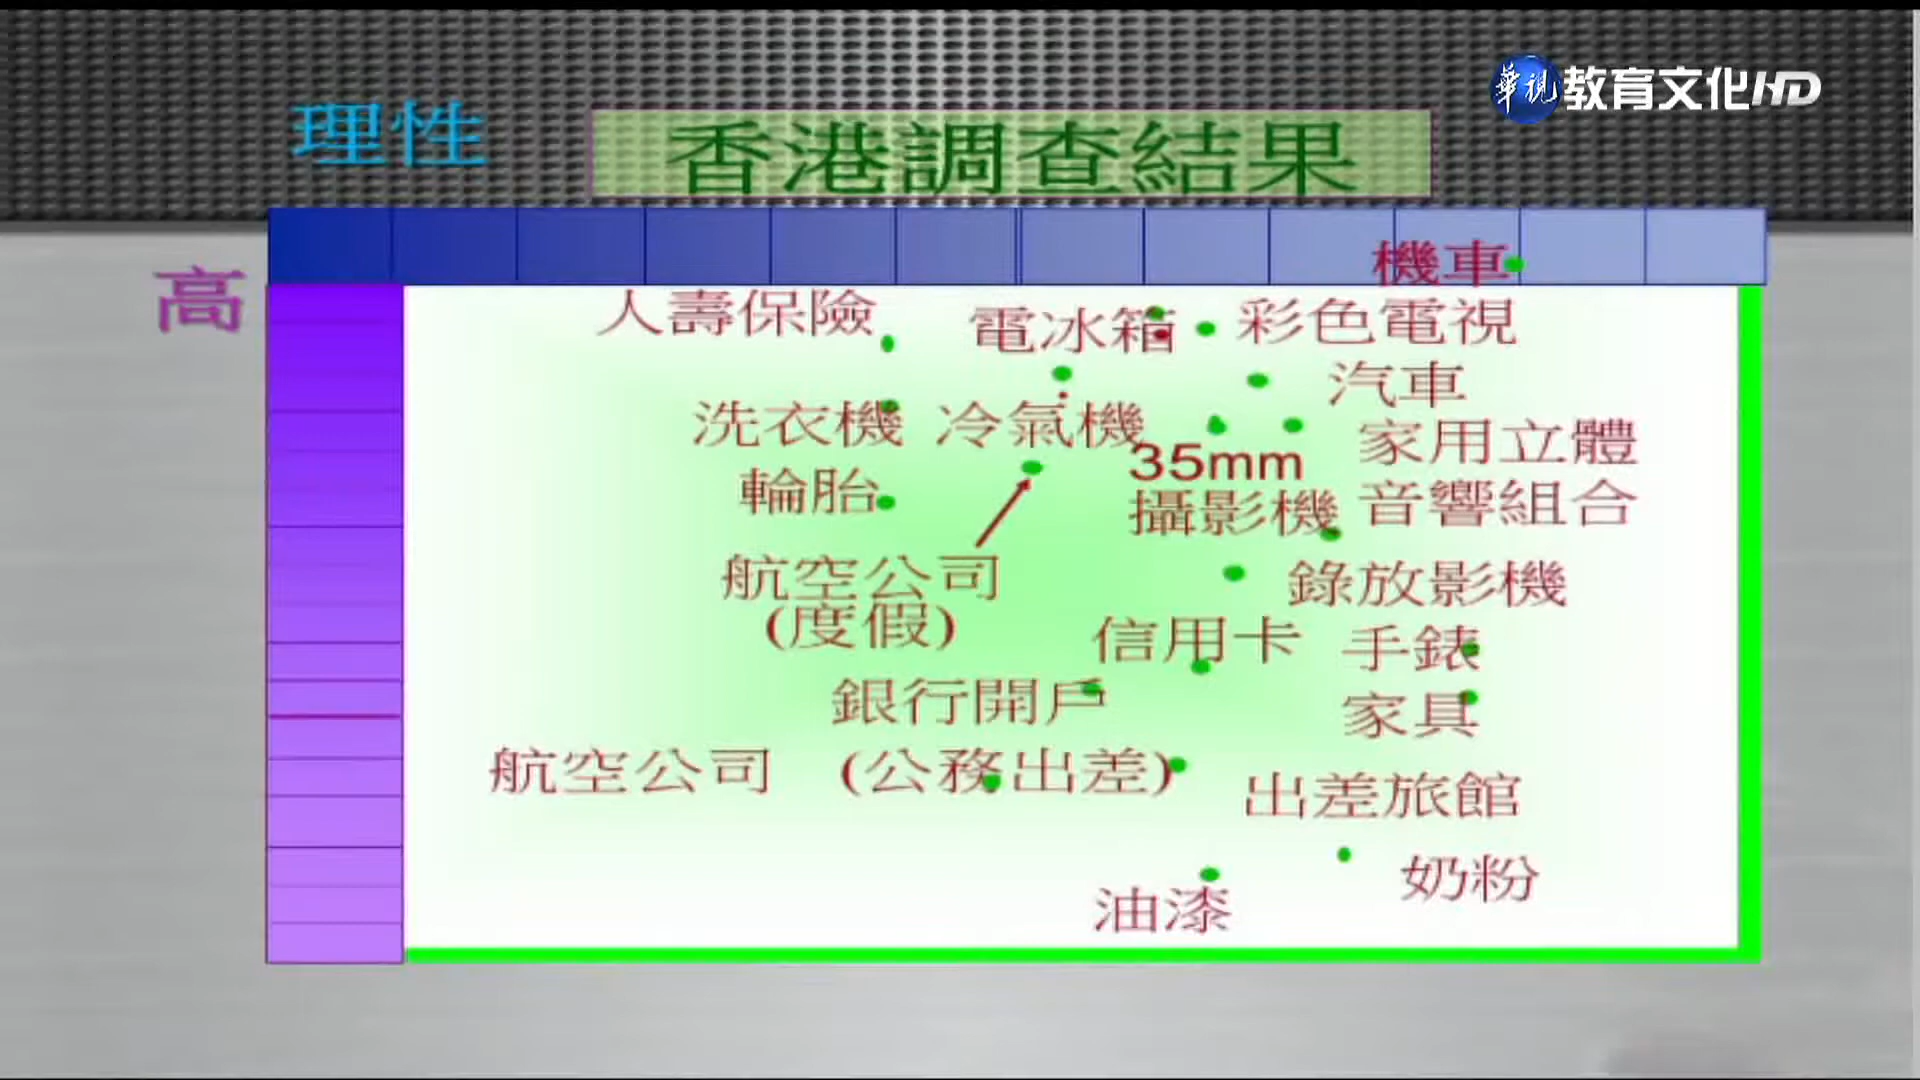 華視 教育文化HD
理性
香港調查結果
高
機車
人壽保險
電冰箱
彩色電視
汽車
洗衣機
冷氣機
家用立體
音響組合
35mm
攝影機
輪胎
航空公司
(度假)
錄放影機
信用卡
手錶
銀行開戶
家具
航空公司 (公務出差)
出差旅館
奶粉
油漆